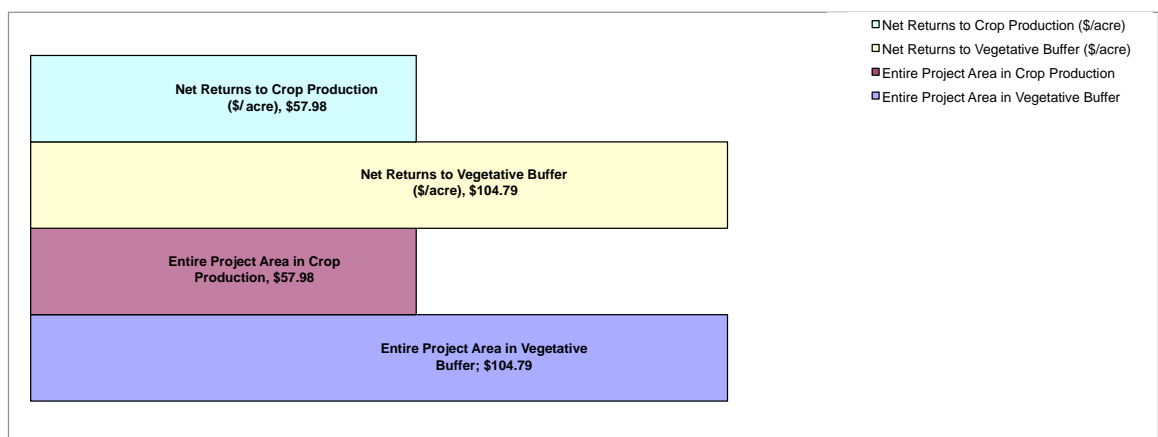 Net Returns to Crop Production ($/acre)
Net Returns to Vegetative Buffer ($/acre)
Entire Project Area in Crop Production
Entire Project Area in Vegetative Buffer
Net Returns to Crop Production
($/ acre), $57.98
Net Returns to Vegetative Buffer
($/acre), $104.79
Entire Project Area in Crop
Production, $57.98
Entire Project Area in Vegetative
Buffer; $104.79